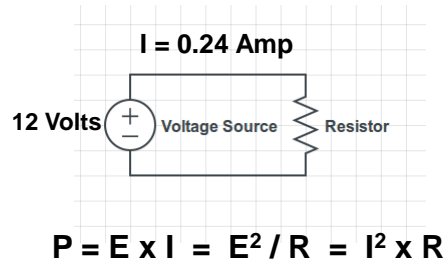 I = 0.24 Amp
12 Volts
+
Voltage Source
Resistor
−
P = E x I = E² / R = I² x R